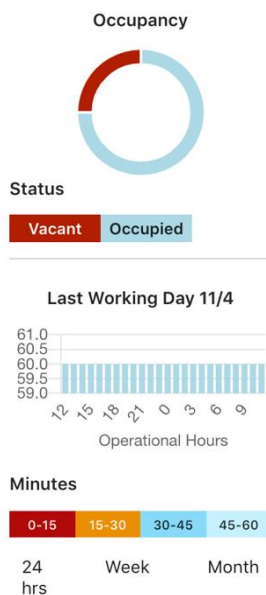 Occupancy
Status
Vacant Occupied
Last Working Day 11/4
61.0
60.5
60.0
59.5
59.0
12 15 18 21 0 3 6 9
Operational Hours
Minutes
0-15 15-30 30-45 45-60
24 Week Month
hrs